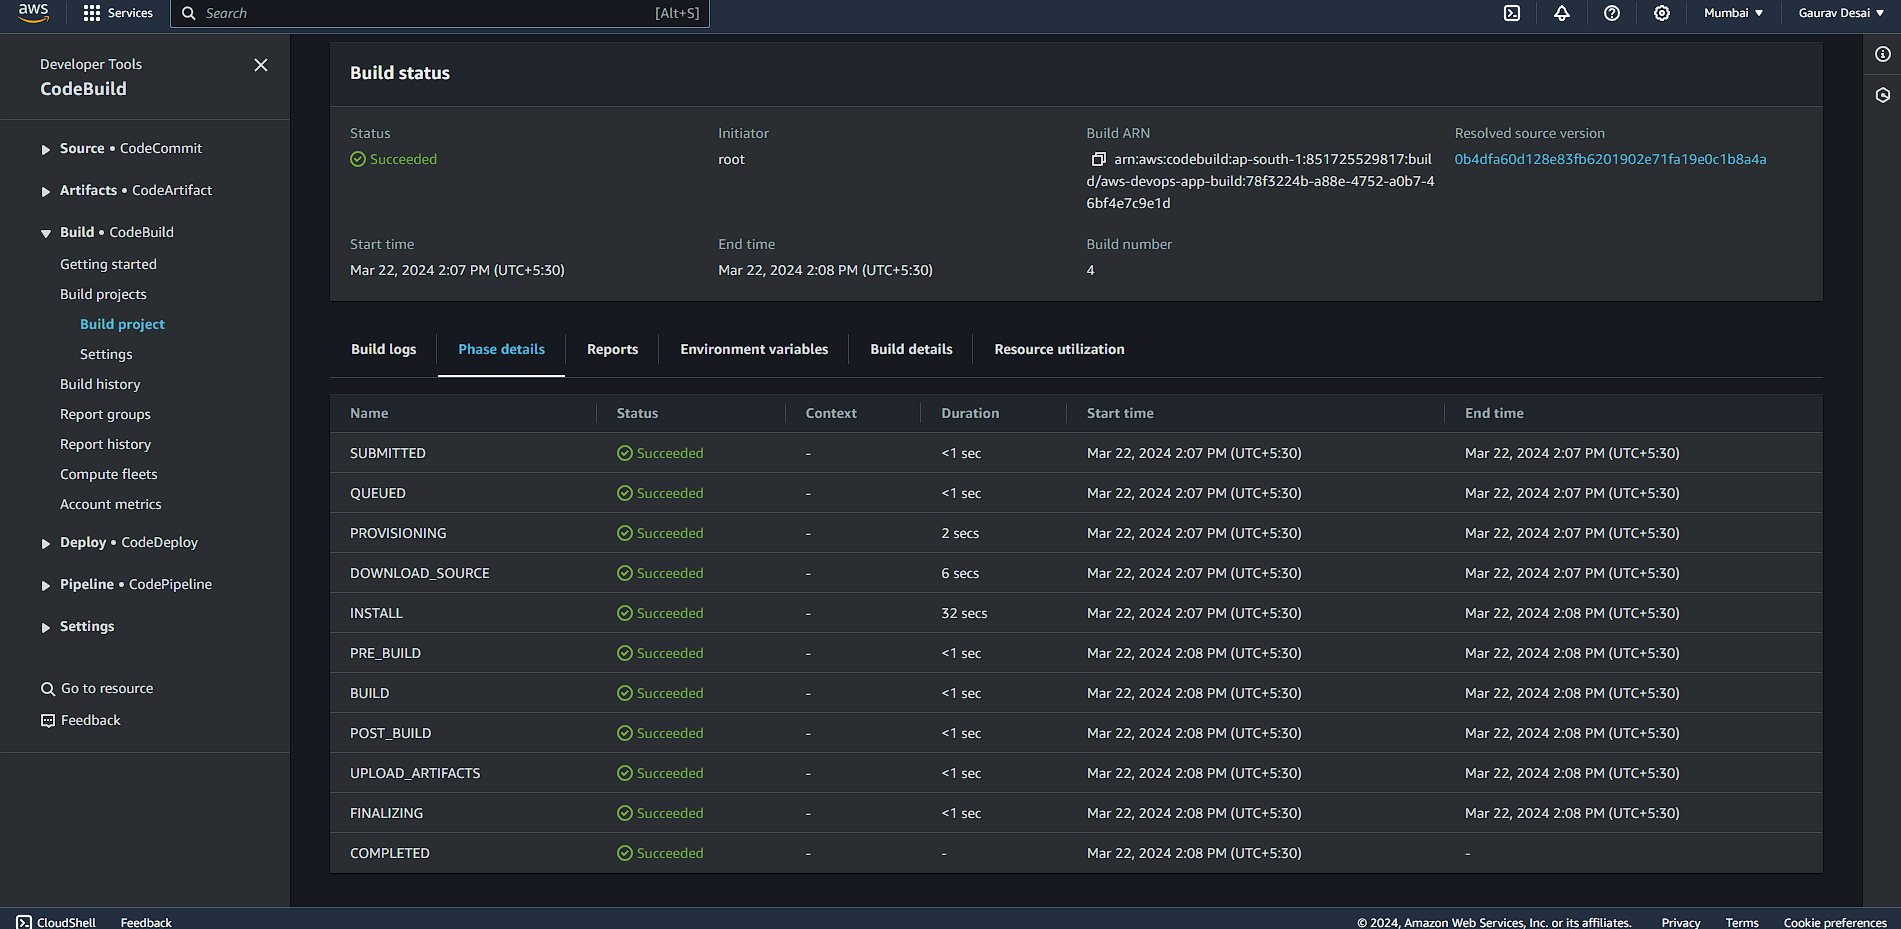 aws Services Search [Alt+S] Mumbai Gaurav Desai
Developer Tools
CodeBuild
Source • CodeCommit
Artifacts • CodeArtifact
Build • CodeBuild
Getting started
Build projects
Build project
Settings
Build history
Report groups
Report history
Compute fleets
Account metrics
Deploy • CodeDeploy
Pipeline • CodePipeline
Settings
Go to resource
Feedback
Build status
Status Initiator Build ARN Resolved source version
Succeeded root arn:aws:codebuild:ap-south-1:851725529817:buil 0b4dfa60d128e83fb6201902e71fa19e0c1b8a4a
d/aws-devops-app-build:78f3224b-a88e-4752-a0b7-4
6bf4e7c9e1d
Start time End time Build number
Mar 22, 2024 2:07 PM (UTC+5:30) Mar 22, 2024 2:08 PM (UTC+5:30) 4
Build logs Phase details Reports Environment variables Build details Resource utilization
Name Status Context Duration Start time End time
SUBMITTED Succeeded - <1 sec Mar 22, 2024 2:07 PM (UTC+5:30) Mar 22, 2024 2:07 PM (UTC+5:30)
QUEUED Succeeded - <1 sec Mar 22, 2024 2:07 PM (UTC+5:30) Mar 22, 2024 2:07 PM (UTC+5:30)
PROVISIONING Succeeded - 2 secs Mar 22, 2024 2:07 PM (UTC+5:30) Mar 22, 2024 2:07 PM (UTC+5:30)
DOWNLOAD_SOURCE Succeeded - 6 secs Mar 22, 2024 2:07 PM (UTC+5:30) Mar 22, 2024 2:07 PM (UTC+5:30)
INSTALL Succeeded - 32 secs Mar 22, 2024 2:07 PM (UTC+5:30) Mar 22, 2024 2:08 PM (UTC+5:30)
PRE_BUILD Succeeded - <1 sec Mar 22, 2024 2:08 PM (UTC+5:30) Mar 22, 2024 2:08 PM (UTC+5:30)
BUILD Succeeded - <1 sec Mar 22, 2024 2:08 PM (UTC+5:30) Mar 22, 2024 2:08 PM (UTC+5:30)
POST_BUILD Succeeded - <1 sec Mar 22, 2024 2:08 PM (UTC+5:30) Mar 22, 2024 2:08 PM (UTC+5:30)
UPLOAD_ARTIFACTS Succeeded - <1 sec Mar 22, 2024 2:08 PM (UTC+5:30) Mar 22, 2024 2:08 PM (UTC+5:30)
FINALIZING Succeeded - <1 sec Mar 22, 2024 2:08 PM (UTC+5:30) Mar 22, 2024 2:08 PM (UTC+5:30)
COMPLETED Succeeded - - Mar 22, 2024 2:08 PM (UTC+5:30) -
CloudShell Feedback © 2024, Amazon Web Services, Inc. or its affiliates. Privacy Terms Cookie preferences